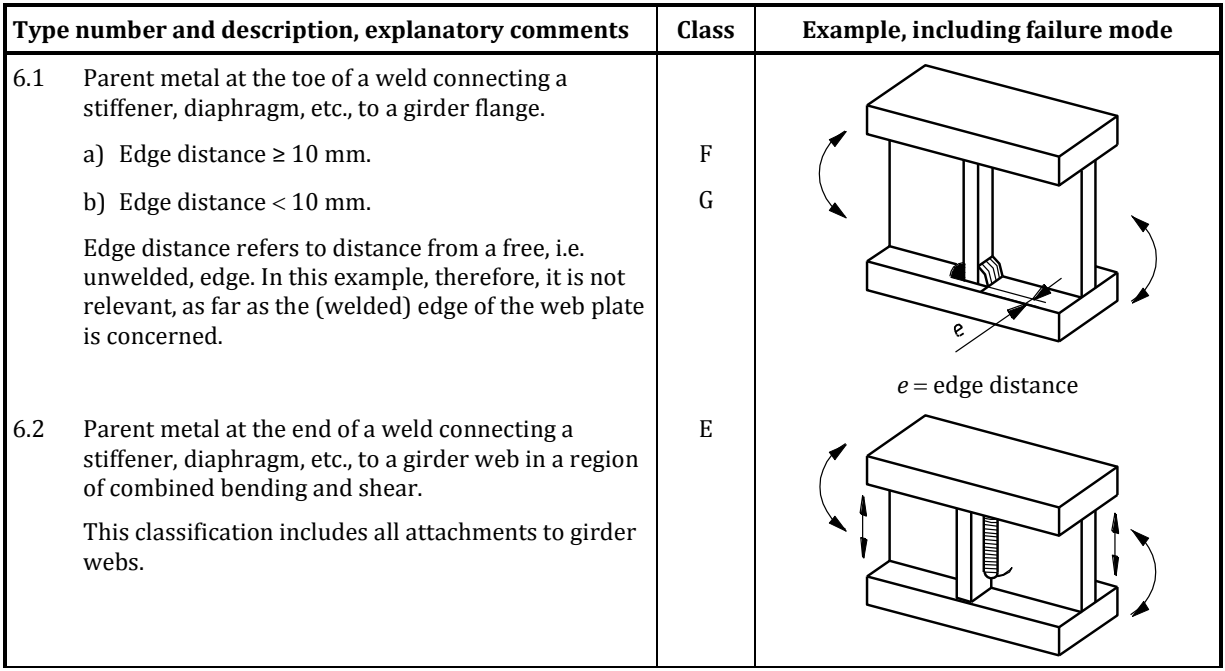 Type number and description, explanatory comments Class Example, including failure mode
6.1 Parent metal at the toe of a weld connecting a
stiffener, diaphragm, etc., to a girder flange.
a) Edge distance ≥ 10 mm. F
b) Edge distance < 10 mm. G
Edge distance refers to distance from a free, i.e.
unwelded, edge. In this example, therefore, it is not
relevant, as far as the (welded) edge of the web plate
is concerned.
e
e = edge distance
6.2 Parent metal at the end of a weld connecting a E
stiffener, diaphragm, etc., to a girder web in a region
of combined bending and shear.
This classification includes all attachments to girder
webs.